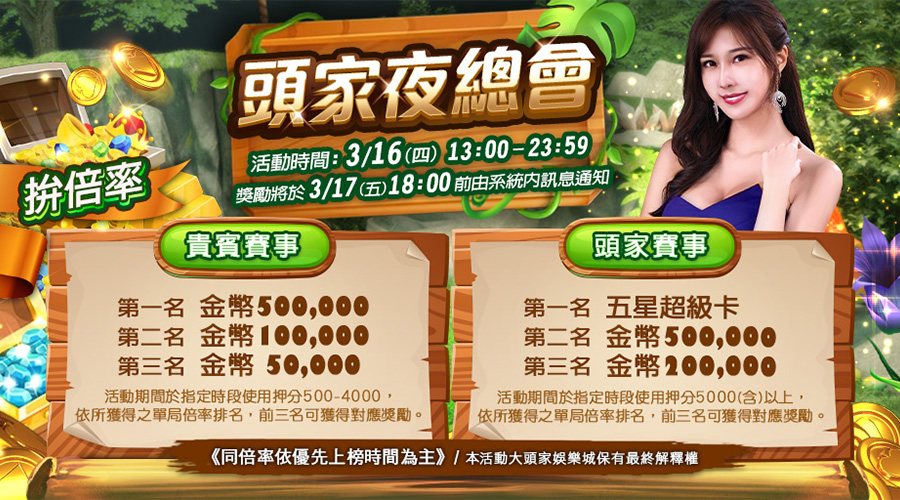 頭家夜總會
活動時間：3/16(四) 13:00-23:59
獎勵將於 3/17(五)18:00 前由系統內訊息通知
拚倍率
貴賓賽事
第一名 金幣500,000
第二名 金幣100,000
第三名 金幣 50,000
活動期間於指定時段使用押分500-4000，
依所獲得之單局倍率排名，前三名可獲得對應獎勵。
頭家賽事
第一名 五星超級卡
第二名 金幣500,000
第三名 金幣200,000
活動期間於指定時段使用押分5000(含)以上，
依所獲得之單局倍率排名，前三名可獲得對應獎勵。
《同倍率依優先上榜時間為主》/ 本活動大頭家娛樂城保有最終解釋權